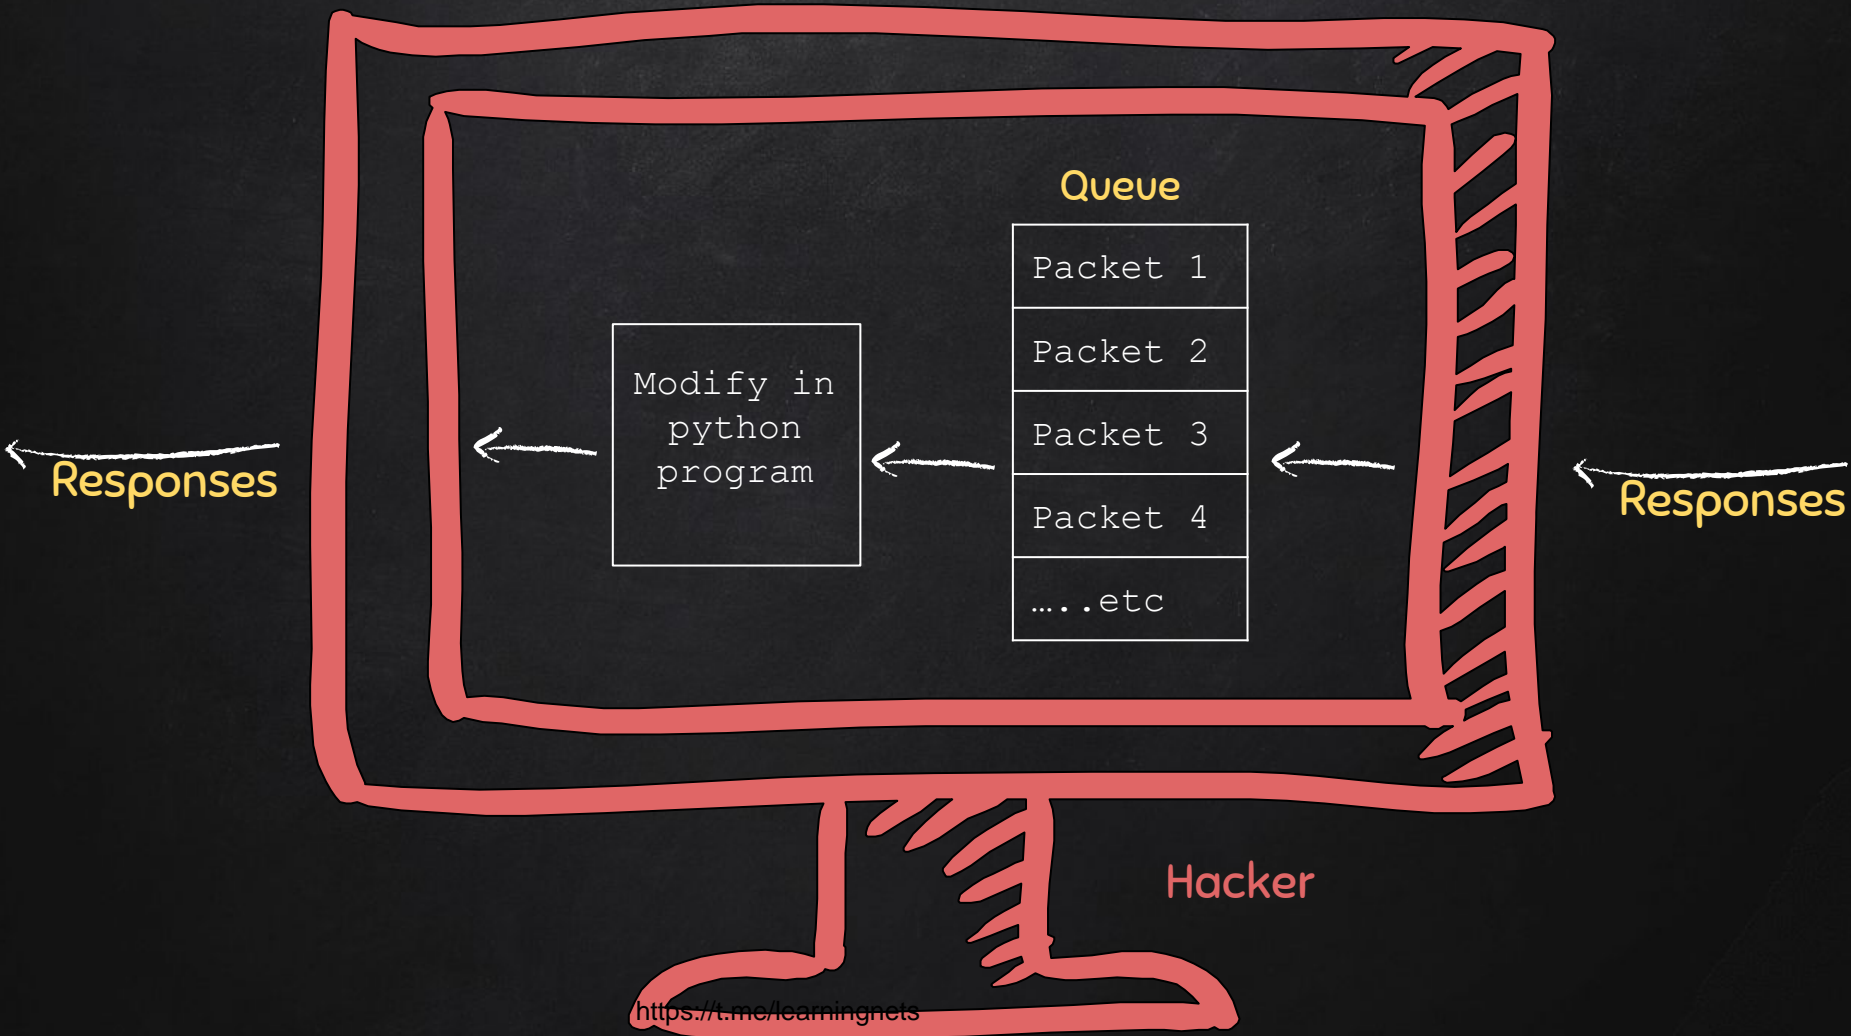 Queue
Packet 1
Packet 2
Packet 3
Packet 4
…..etc
Modify in
python
program
Responses
Responses
Hacker
https://t.me/learningnets